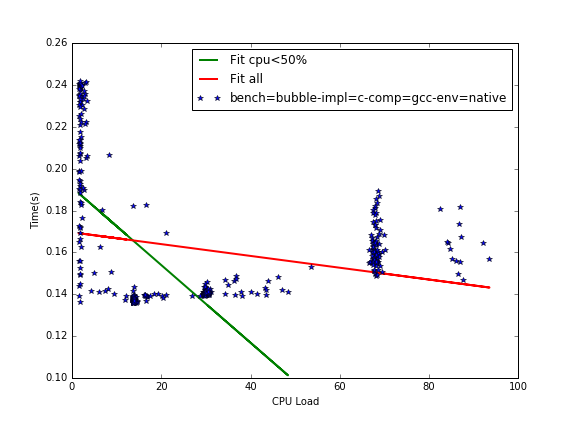 0.26
0.24
0.22
0.20
0.18
0.16
0.14
0.12
0.10
Time(s)
Fit cpu<50%
Fit all
bench=bubble-impl=c-comp=gcc-env=native
0 20 40 60 80 100
CPU Load